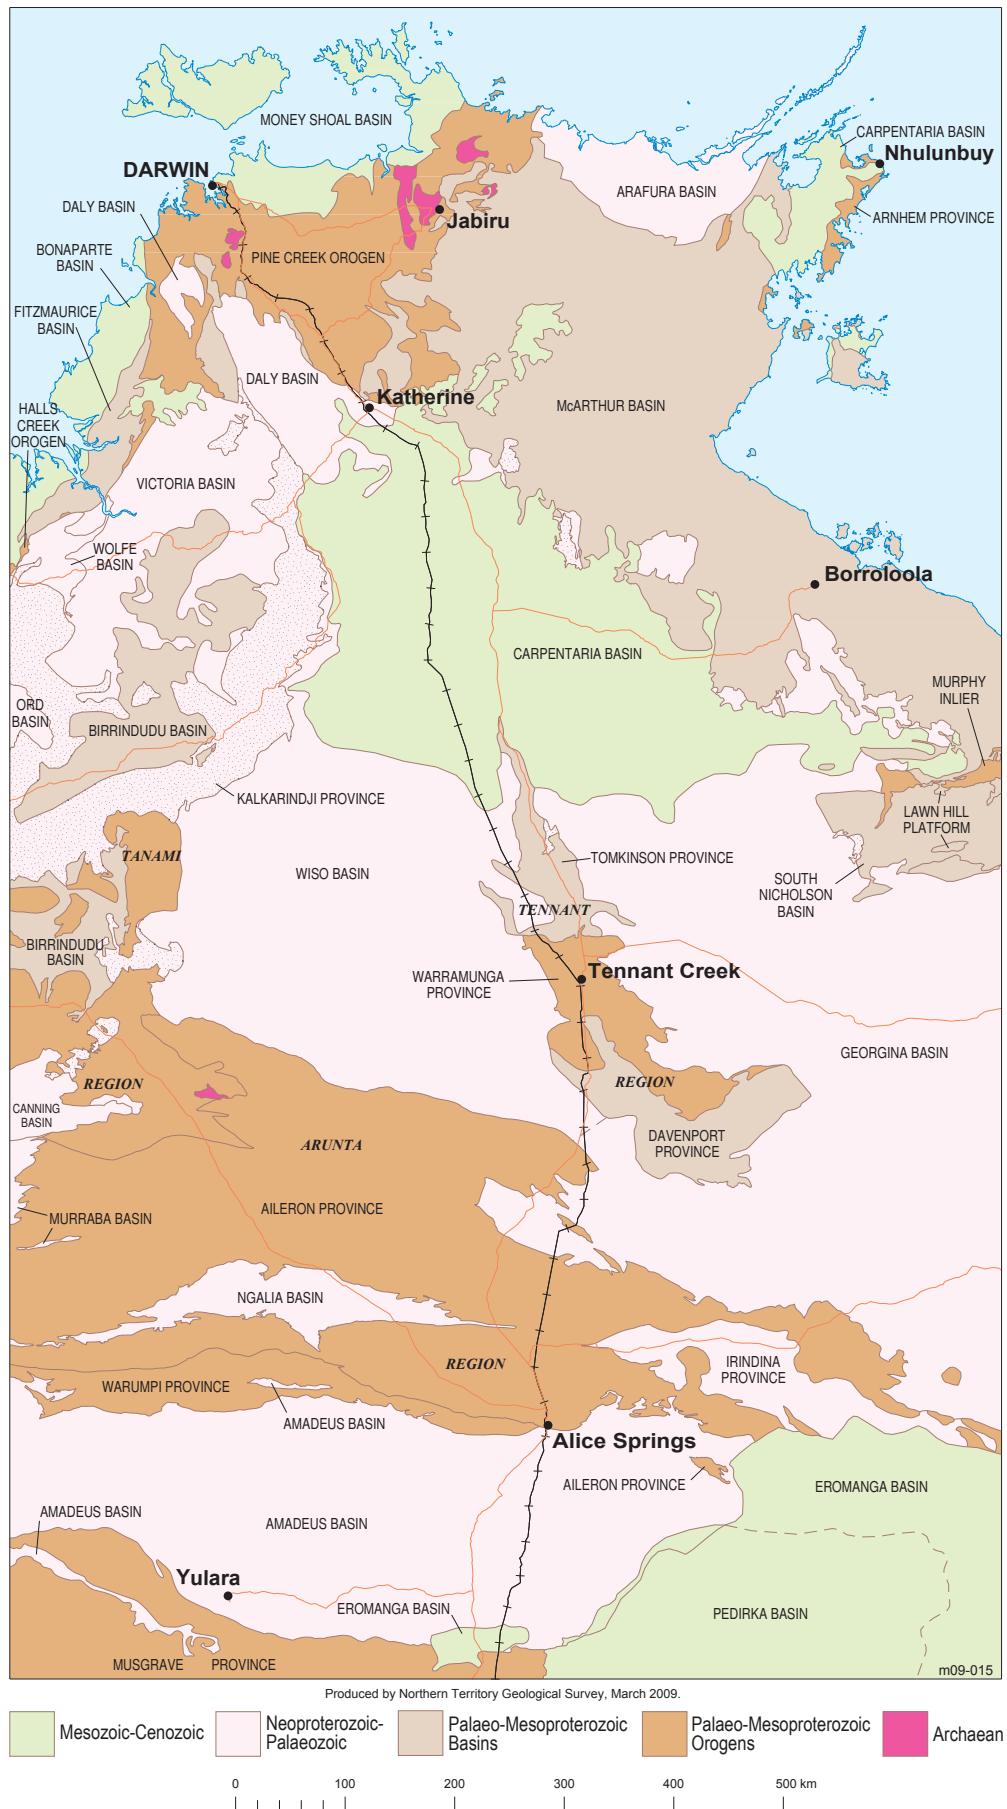 MONEY SHOAL BASIN
CARPENTARIA BASIN
Nhulunbuy
DARWIN
ARAFURA BASIN
DALY BASIN
Jabiru
ARNHEM PROVINCE
BONAPARTE
BASIN
PINE CREEK OROGEN
FITZMAURICE
BASIN
DALY BASIN
Katherine
McARTHUR BASIN
HALLS
CREEK
OROGEN
VICTORIA BASIN
WOLFE
BASIN
Borroloola
CARPENTARIA BASIN
MURPHY
INLIER
ORD
BASIN
BIRRINDUDU BASIN
KALKARINDJI PROVINCE
LAWN HILL
PLATFORM
TANAMI
WISO BASIN
TOMKINSON PROVINCE
SOUTH
NICHOLSON
BASIN
TENNANT
BIRRINDUDU
BASIN
WARRAMUNGA
PROVINCE
Tennant Creek
GEORGINA BASIN
REGION
REGION
CANNING
BASIN
ARUNTA
DAVENPORT
PROVINCE
AILERON PROVINCE
MURRABA BASIN
NGALIA BASIN
REGION
IRINDINA
PROVINCE
WARUMPI PROVINCE
AMADEUS BASIN
Alice Springs
AILERON PROVINCE
EROMANGA BASIN
AMADEUS BASIN
AMADEUS BASIN
Yulara
EROMANGA BASIN
PEDIRKA BASIN
MUSGRAVE PROVINCE
m09-015
Produced by Northern Territory Geological Survey, March 2009.
Mesozoic-Cenozoic
Neoproterozoic-
Palaeozoic
Palaeo-Mesoproterozoic
Basins
Palaeo-Mesoproterozoic
Orogens
Archaean
0 100 200 300 400 500 km